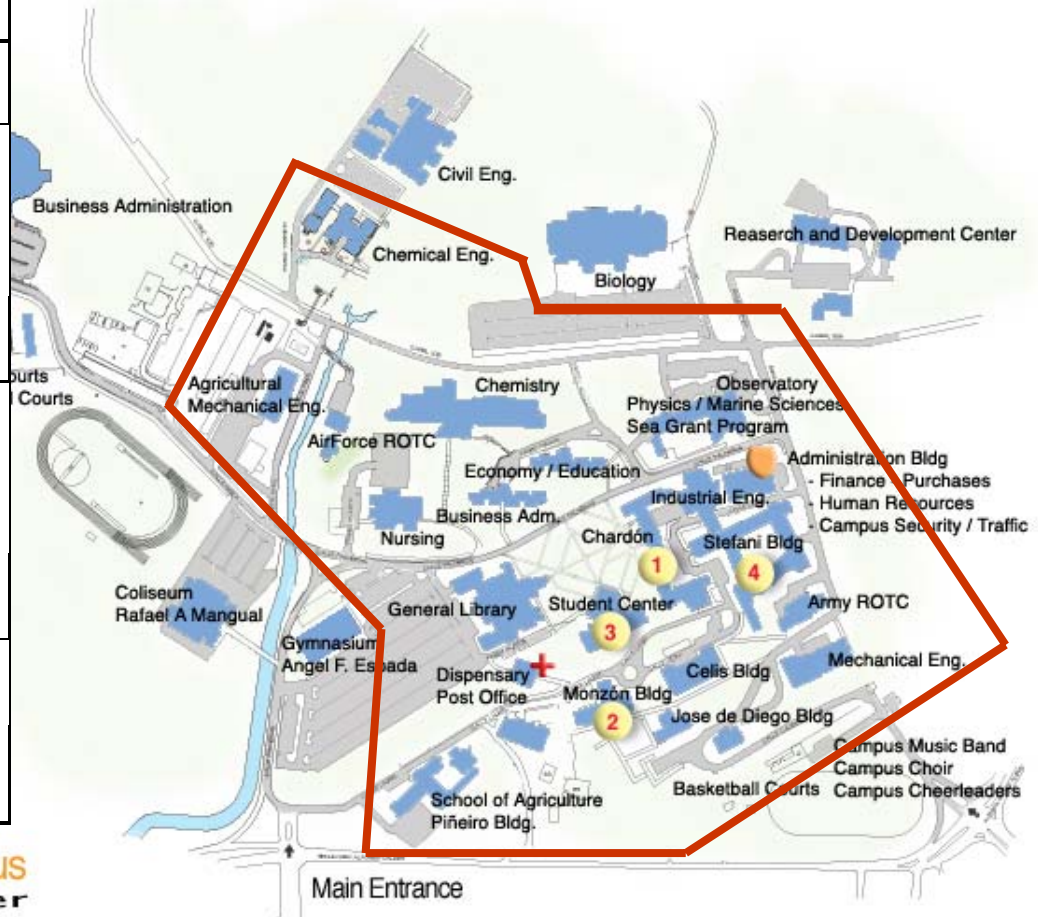 Civil Eng.
Business Administration
Reaserch and Development Center
Chemical Eng.
Biology
ourts
l Courts
Agricultural
Mechanical Eng.
Chemistry
Observatory
Physics / Marine Sciences
Sea Grant Program
AirForce ROTC
Economy / Education
Administration Bldg
- Finance - Purchases
- Human Resources
- Campus Security / Traffic
Industrial Eng.
Business Adm.
Nursing
Chardón
Stefani Bldg
1
4
Coliseum
Rafael A Mangual
General Library
Student Center
Army ROTC
3
Gymnasium
Angel F. Espada
Dispensary
Post Office
Celis Bldg
Mechanical Eng.
Monzón Bldg
2
Jose de Diego Bldg
Campus Music Band
Campus Choir
Campus Cheerleaders
Basketball Courts
School of Agriculture
Piñeiro Bldg.
us
er
Main Entrance